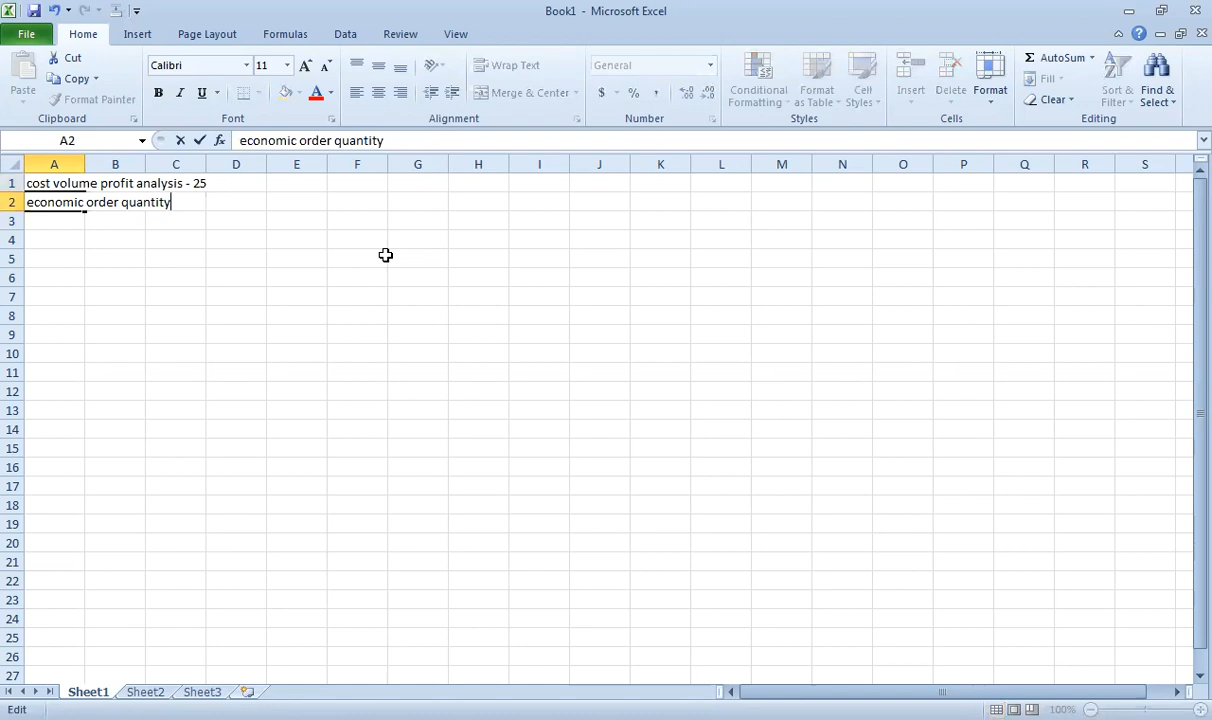 Book1 - Microsoft Excel
File Home Insert Page Layout Formulas Data Review View
Paste
Cut
Copy
Format Painter
Clipboard
Calibri 11
B I U
Font
Wrap Text
Merge & Center
Alignment
General
$ % ,
Number
Conditional Formatting
Format as Table
Cell Styles
Styles
Insert Delete Format
Cells
AutoSum
Fill
Clear
Sort & Filter
Find & Select
Editing
A2 fx economic order quantity
A B C D E F G H I J K L M N O P Q R S
1 cost volume profit analysis - 25
2 economic order quantity
3
4
5
6
7
8
9
10
11
12
13
14
15
16
17
18
19
20
21
22
23
24
25
26
27
Sheet1 Sheet2 Sheet3
Edit 100%